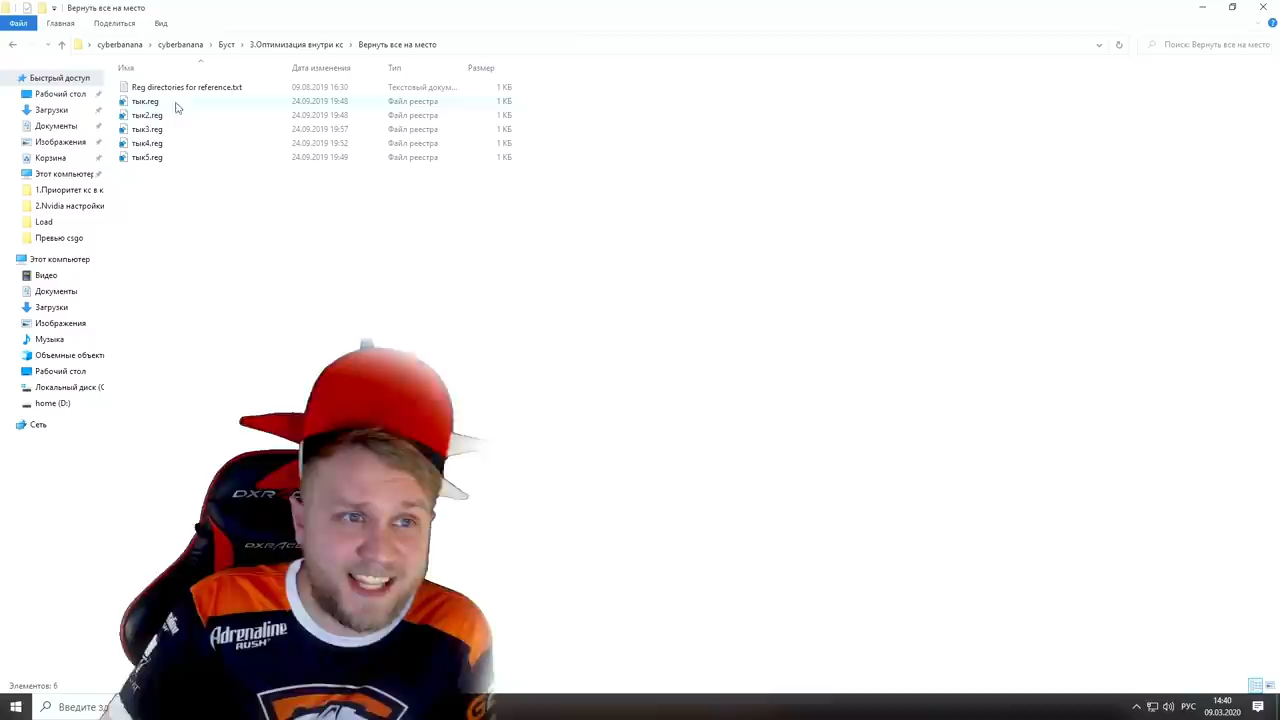 Вернуть все на место
Файл
Главная
Поделиться
Вид
cyberbanana
cyberbanana
Буст
3.Оптимизация внутри кс
Вернуть все на место
Поиск: Вернуть все на место
Имя
Дата изменения
Тип
Размер
Быстрый доступ
Рабочий стол
Загрузки
Документы
Изображения
Корзина
Этот компьютер
1.Приоритет кс в к
2.Nvidia настройки
Load
Превью csgo
Этот компьютер
Видео
Документы
Загрузки
Изображения
Музыка
Объемные объект
Рабочий стол
Локальный диск (C
home (D:)
Сеть
Reg directories for reference.txt 09.08.2019 16:30 Текстовый докум... 1 КБ
тык.reg 24.09.2019 19:48 Файл реестра 1 КБ
тык2.reg 24.09.2019 19:48 Файл реестра 1 КБ
тык3.reg 24.09.2019 19:57 Файл реестра 1 КБ
тык4.reg 24.09.2019 19:52 Файл реестра 1 КБ
тык5.reg 24.09.2019 19:49 Файл реестра 1 КБ
DXR
DXRACE
Adrenaline
RUSH
Элементов: 6
Введите зд
РУС
14:40
09.03.2020